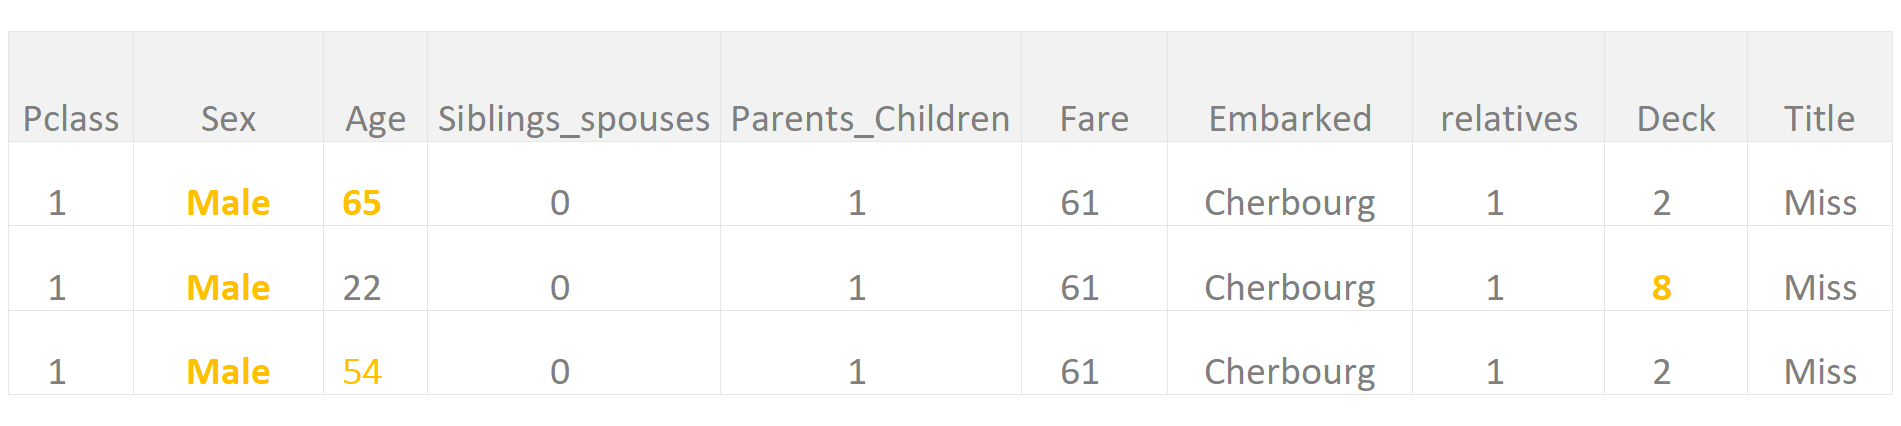 Pclass Sex Age Siblings_spouses Parents_Children Fare Embarked relatives Deck Title
1 Male 65 0 1 61 Cherbourg 1 2 Miss
1 Male 22 0 1 61 Cherbourg 1 8 Miss
1 Male 54 0 1 61 Cherbourg 1 2 Miss